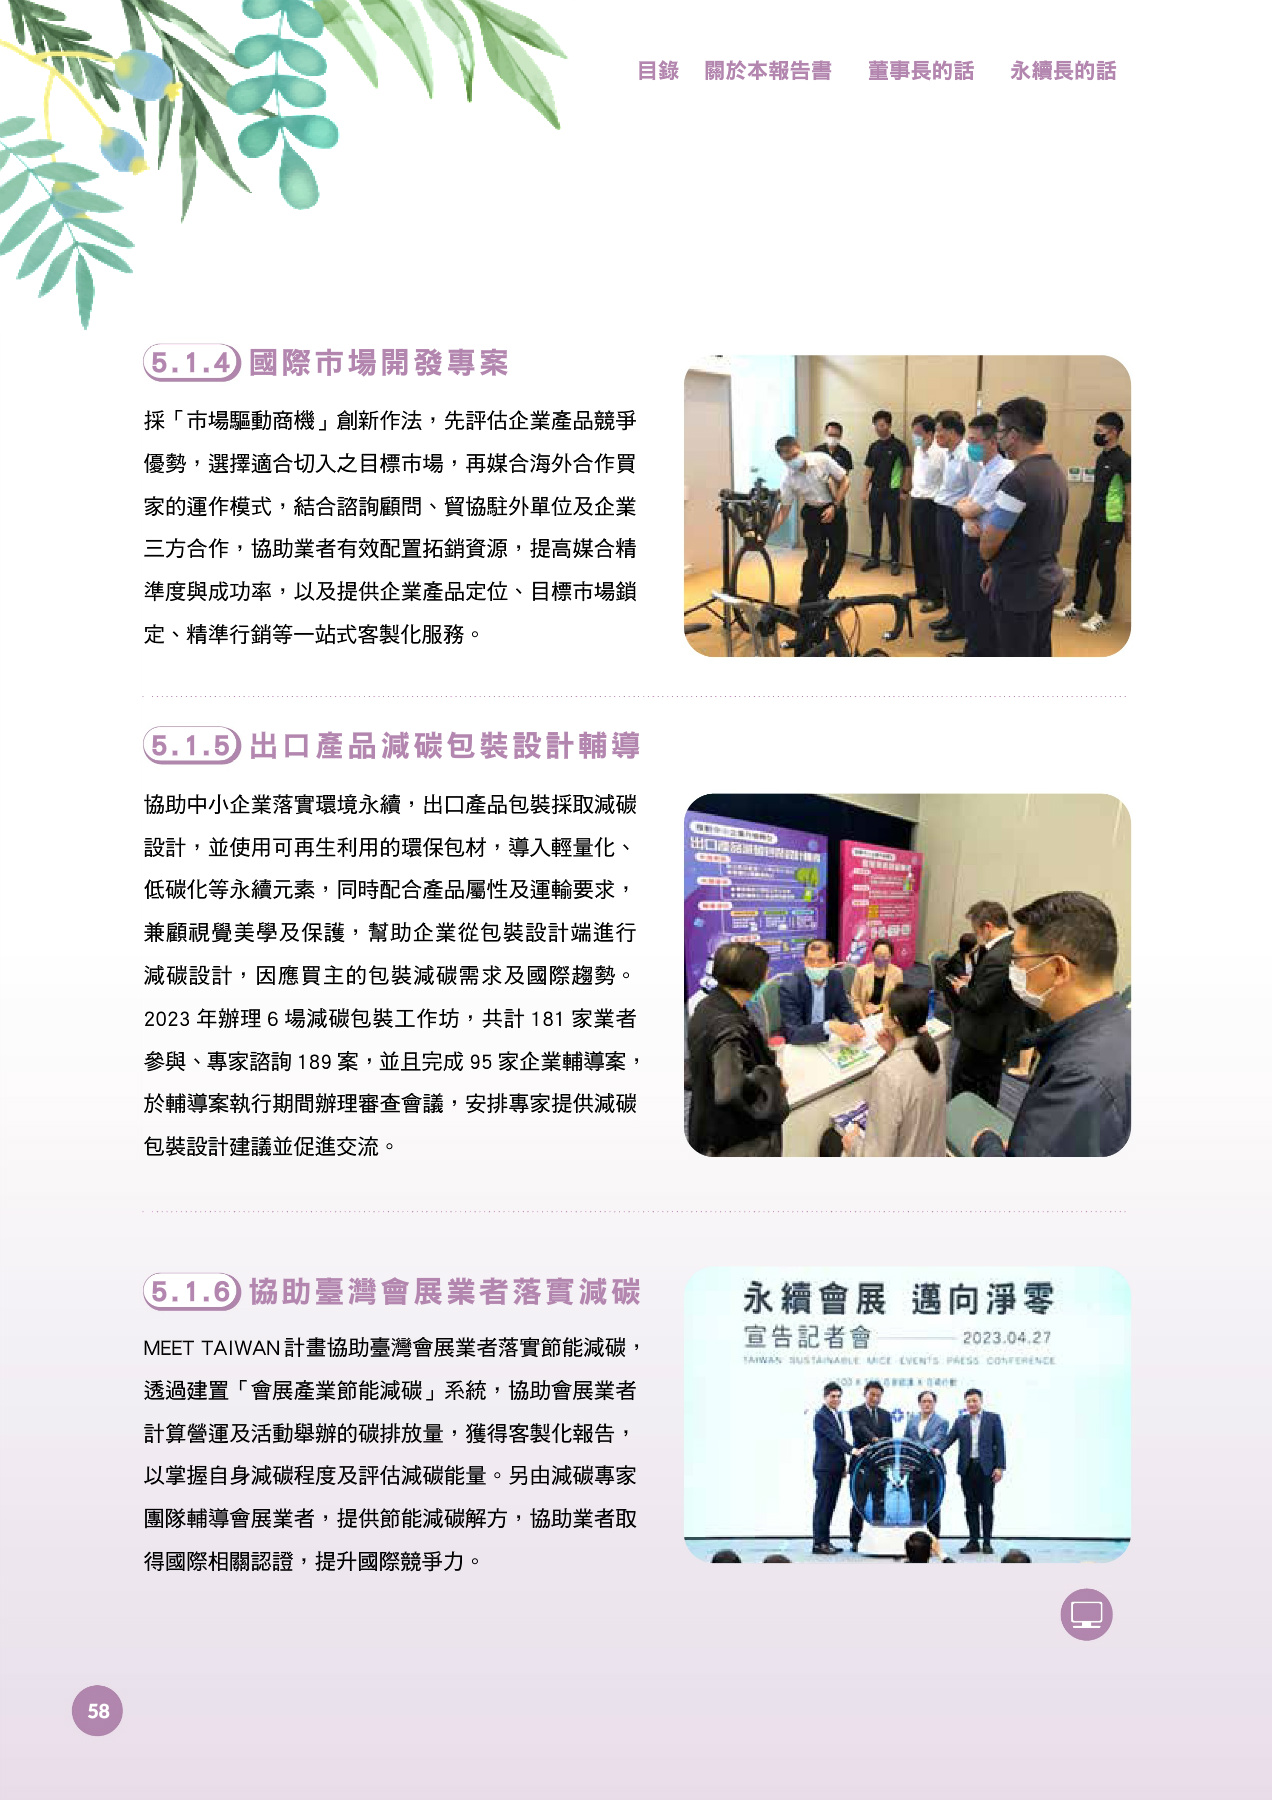 目錄 關於本報告書 董事長的話 永續長的話
5.1.4 國際市場開發專案
採「市場驅動商機」創新作法，先評估企業產品競爭
優勢，選擇適合切入之目標市場，再媒合海外合作買
家的運作模式，結合諮詢顧問、貿協駐外單位及企業
三方合作，協助業者有效配置拓銷資源，提高媒合精
準度與成功率，以及提供企業產品定位、目標市場鎖
定、精準行銷等一站式客製化服務。
5.1.5 出口產品減碳包裝設計輔導
協助中小企業落實環境永續，出口產品包裝採取減碳
設計，並使用可再生利用的環保包材，導入輕量化、
低碳化等永續元素，同時配合產品屬性及運輸要求，
兼顧視覺美學及保護，幫助企業從包裝設計端進行
減碳設計，因應買主的包裝減碳需求及國際趨勢。
2023 年辦理 6 場減碳包裝工作坊，共計 181 家業者
參與、專家諮詢 189 案，並且完成 95 家企業輔導案，
於輔導案執行期間辦理審查會議，安排專家提供減碳
包裝設計建議並促進交流。
出口產品減碳包裝設計輔導
5.1.6 協助臺灣會展業者落實減碳
MEET TAIWAN 計畫協助臺灣會展業者落實節能減碳，
透過建置「會展產業節能減碳」系統，協助會展業者
計算營運及活動舉辦的碳排放量，獲得客製化報告，
以掌握自身減碳程度及評估減碳能量。另由減碳專家
團隊輔導會展業者，提供節能減碳解方，協助業者取
得國際相關認證，提升國際競爭力。
永續會展 邁向淨零
宣告記者會 2023.04.27
TAIWAN SUSTAINABLE MICE EVENTS PRESS CONFERENCE
58